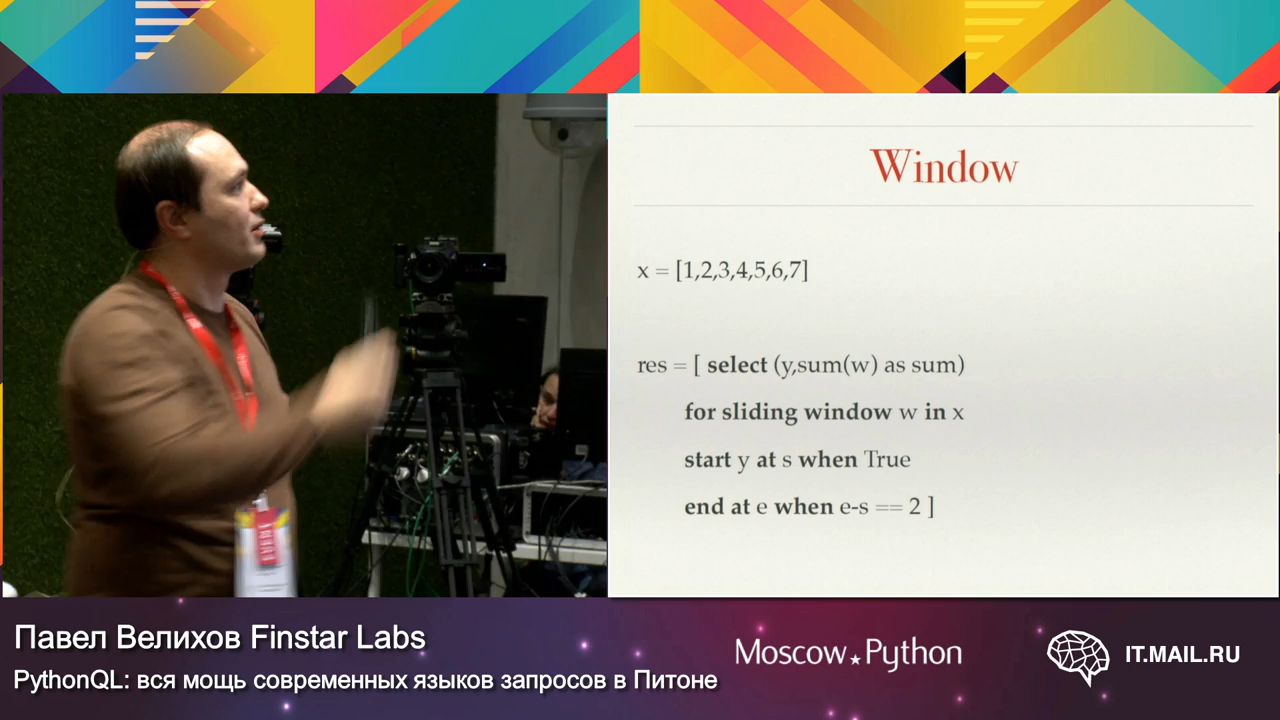 Window
x = [1,2,3,4,5,6,7]
res = [ select (y,sum(w) as sum)
for sliding window w in x
start y at s when True
end at e when e-s == 2 ]
Павел Велихов Finstar Labs
PythonQL: вся мощь современных языков запросов в Питоне
Moscow Python
IT.MAIL.RU